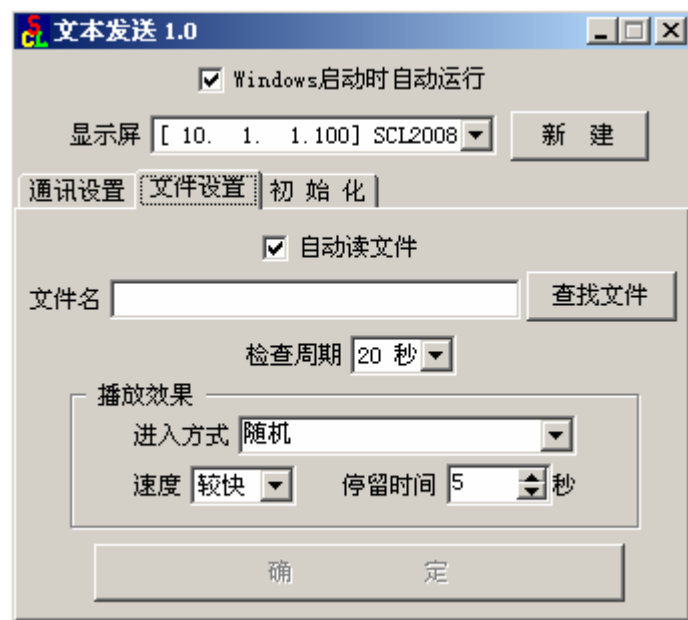 文本发送 1.0
Windows启动时自动运行
显示屏 [ 10.  1.  1.100] SCL2008 新 建
通讯设置 文件设置 初 始 化
自动读文件
文件名 查找文件
检查周期 20 秒
播放效果
进入方式 随机
速度 较快 停留时间 5 秒
确 定